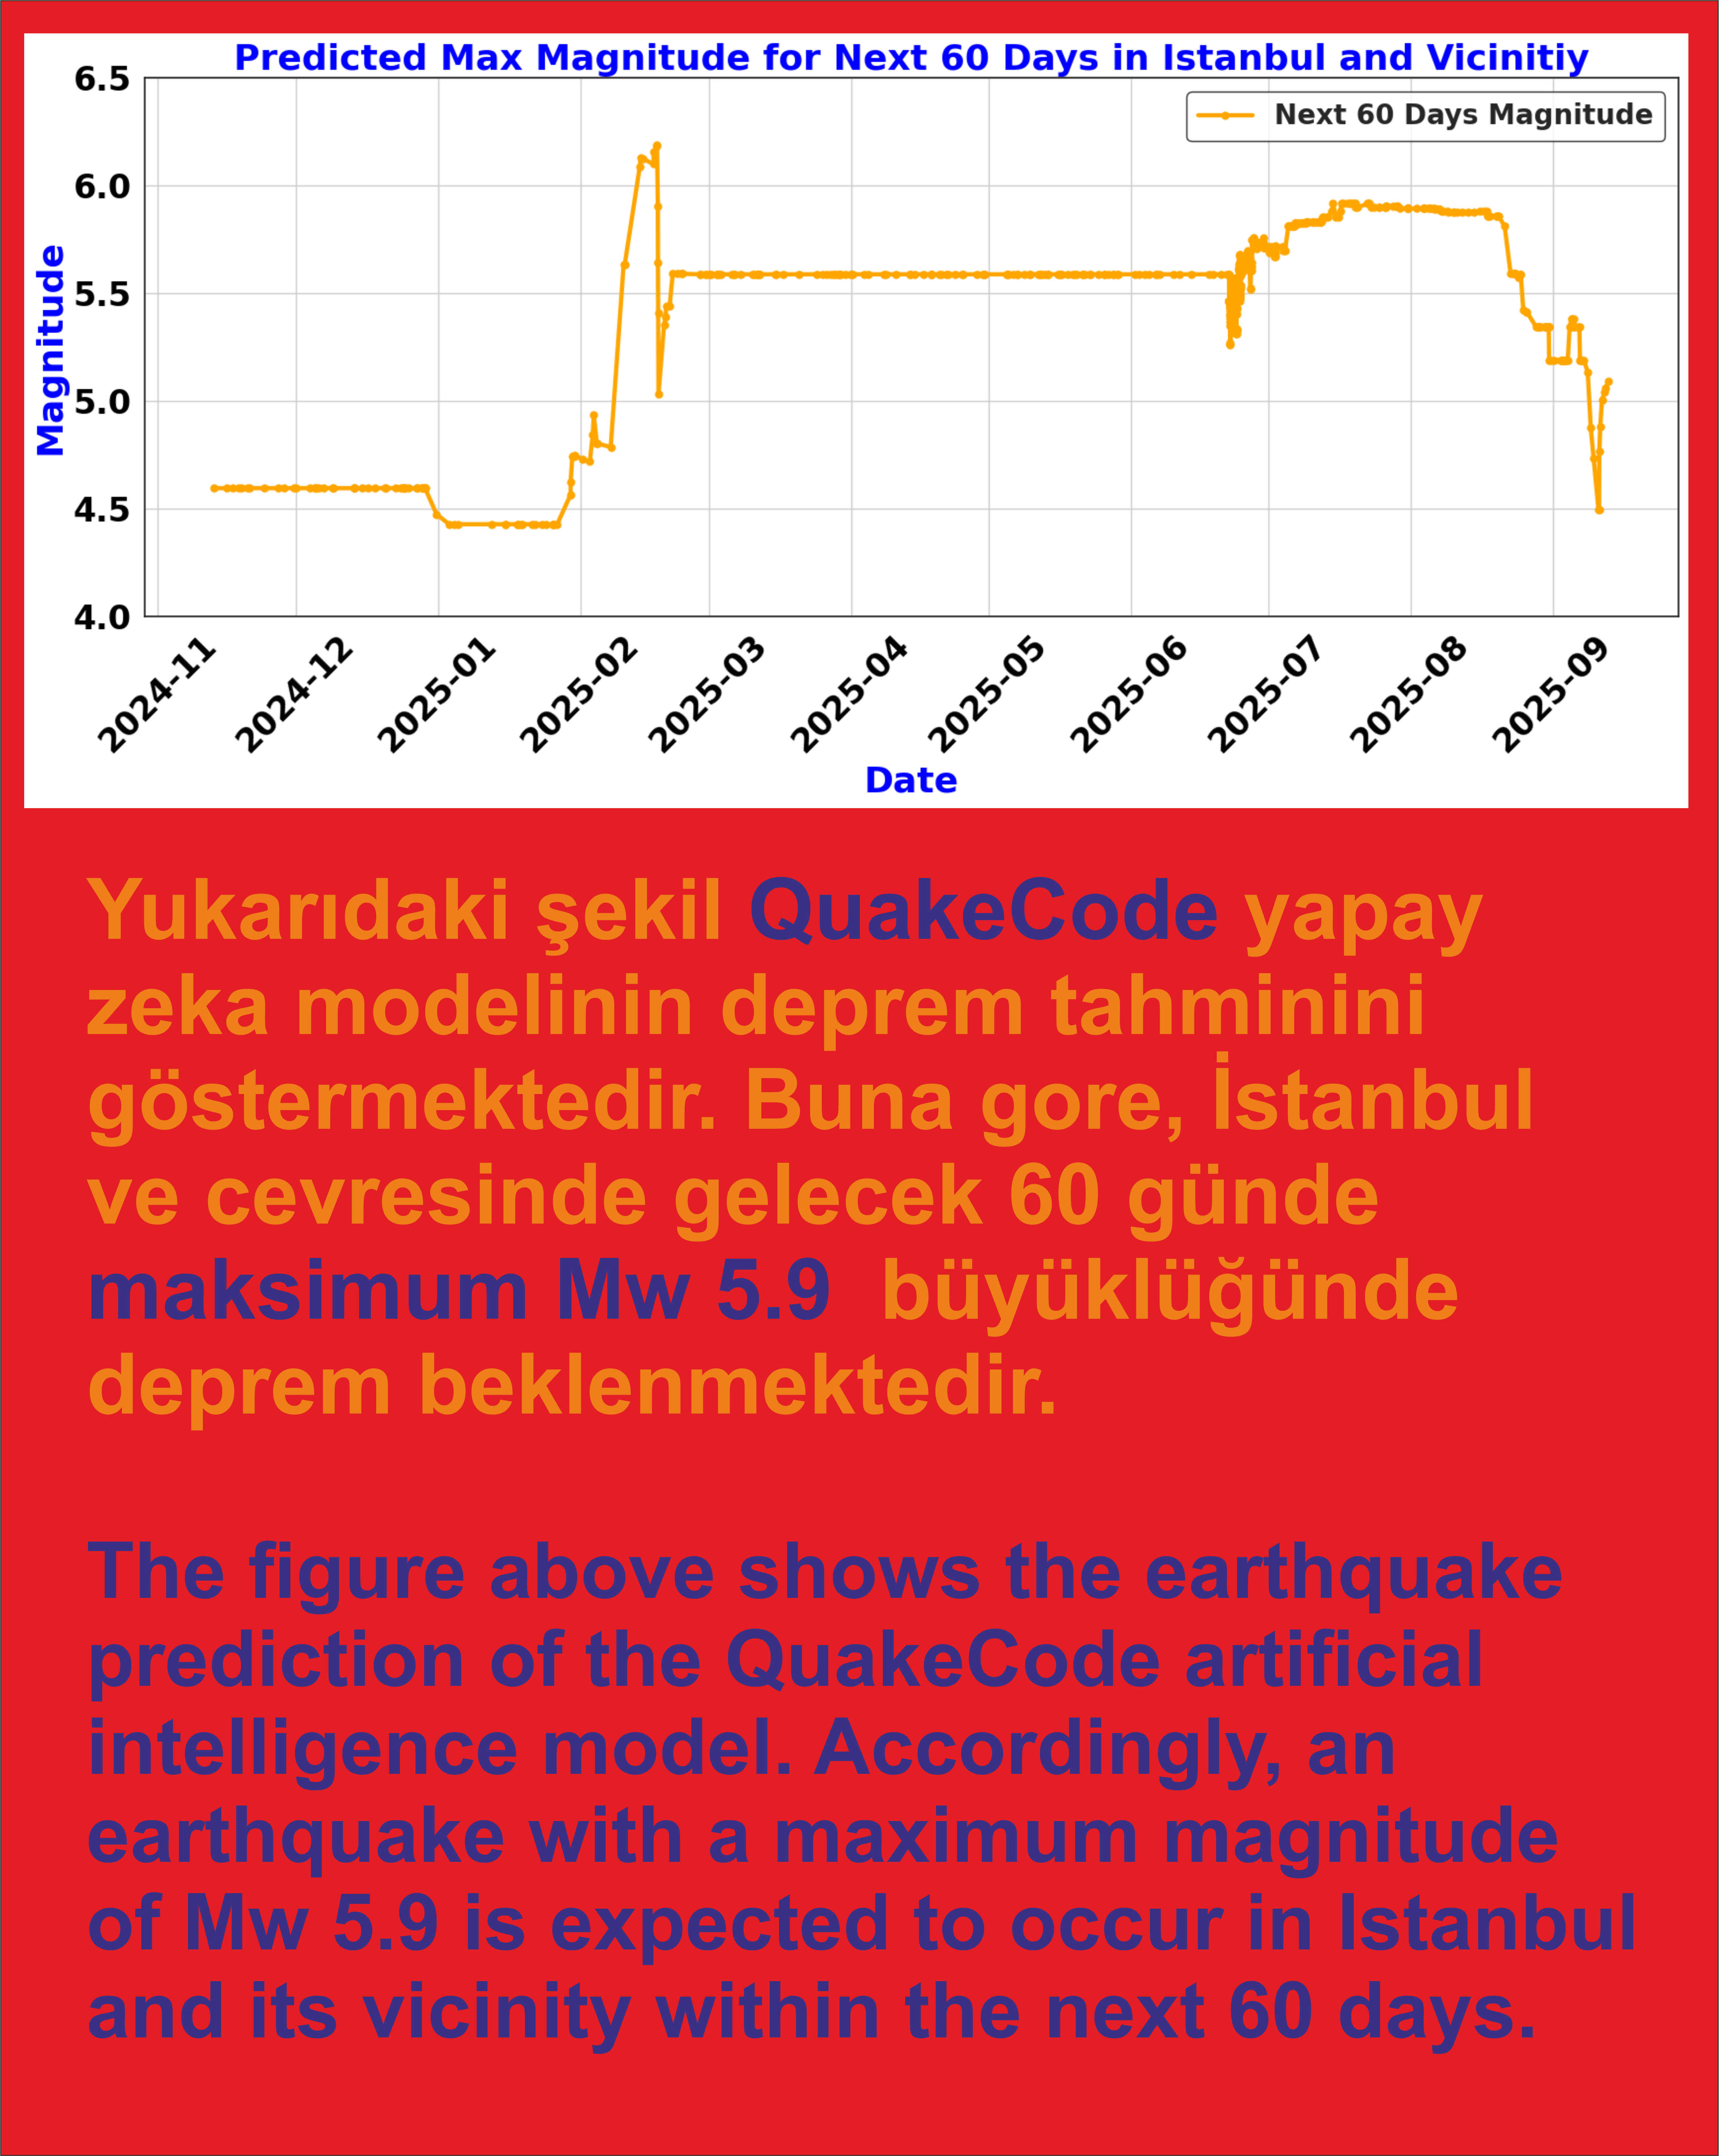 Predicted Max Magnitude for Next 60 Days in Istanbul and Vicinitiy
6.5
Next 60 Days Magnitude
6.0
5.5
5.0
4.5
4.0
Magnitude
2024-11
2024-12
2025-01
2025-02
2025-03
2025-04
2025-05
2025-06
2025-07
2025-08
2025-09
Date
Yukarıdaki şekil QuakeCode yapay
zeka modelinin deprem tahminini
göstermektedir. Buna gore, İstanbul
ve cevresinde gelecek 60 günde
maksimum Mw 5.9 büyüklüğünde
deprem beklenmektedir.
The figure above shows the earthquake
prediction of the QuakeCode artificial
intelligence model. Accordingly, an
earthquake with a maximum magnitude
of Mw 5.9 is expected to occur in Istanbul
and its vicinity within the next 60 days.